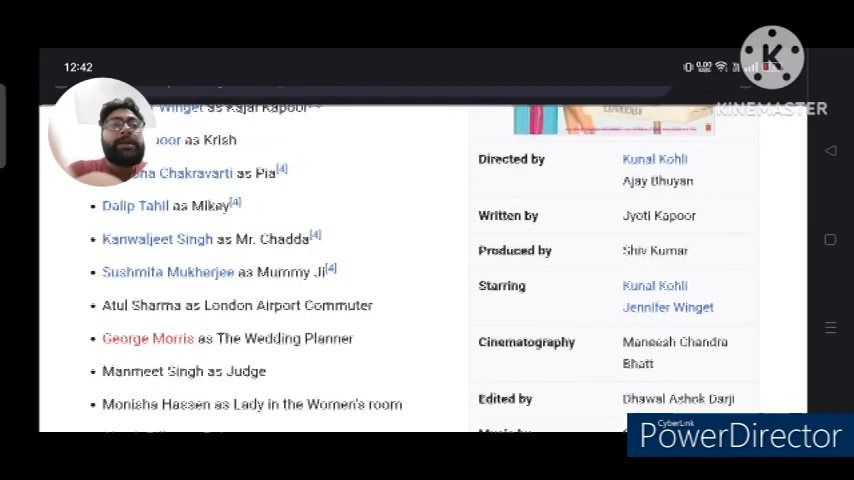 12:42
KINEMASTER
Winget as Kajal Kapoor
oor as Krish
na Chakravarti as Pia[4]
• Dalip Tahil as Mikey[4]
• Kanwaljeet Singh as Mr. Chadda[4]
• Sushmita Mukherjee as Mummy Ji[4]
• Atul Sharma as London Airport Commuter
• George Morris as The Wedding Planner
• Manmeet Singh as Judge
• Monisha Hassen as Lady in the Women's room
Directed by
Kunal Kohli
Ajay Bhuyan
Written by
Jyoti Kapoor
Produced by
Shiv Kumar
Starring
Kunal Kohli
Jennifer Winget
Cinematography
Maneesh Chandra
Bhatt
Edited by
Dhawal Ashok Darji
CyberLink
PowerDirector